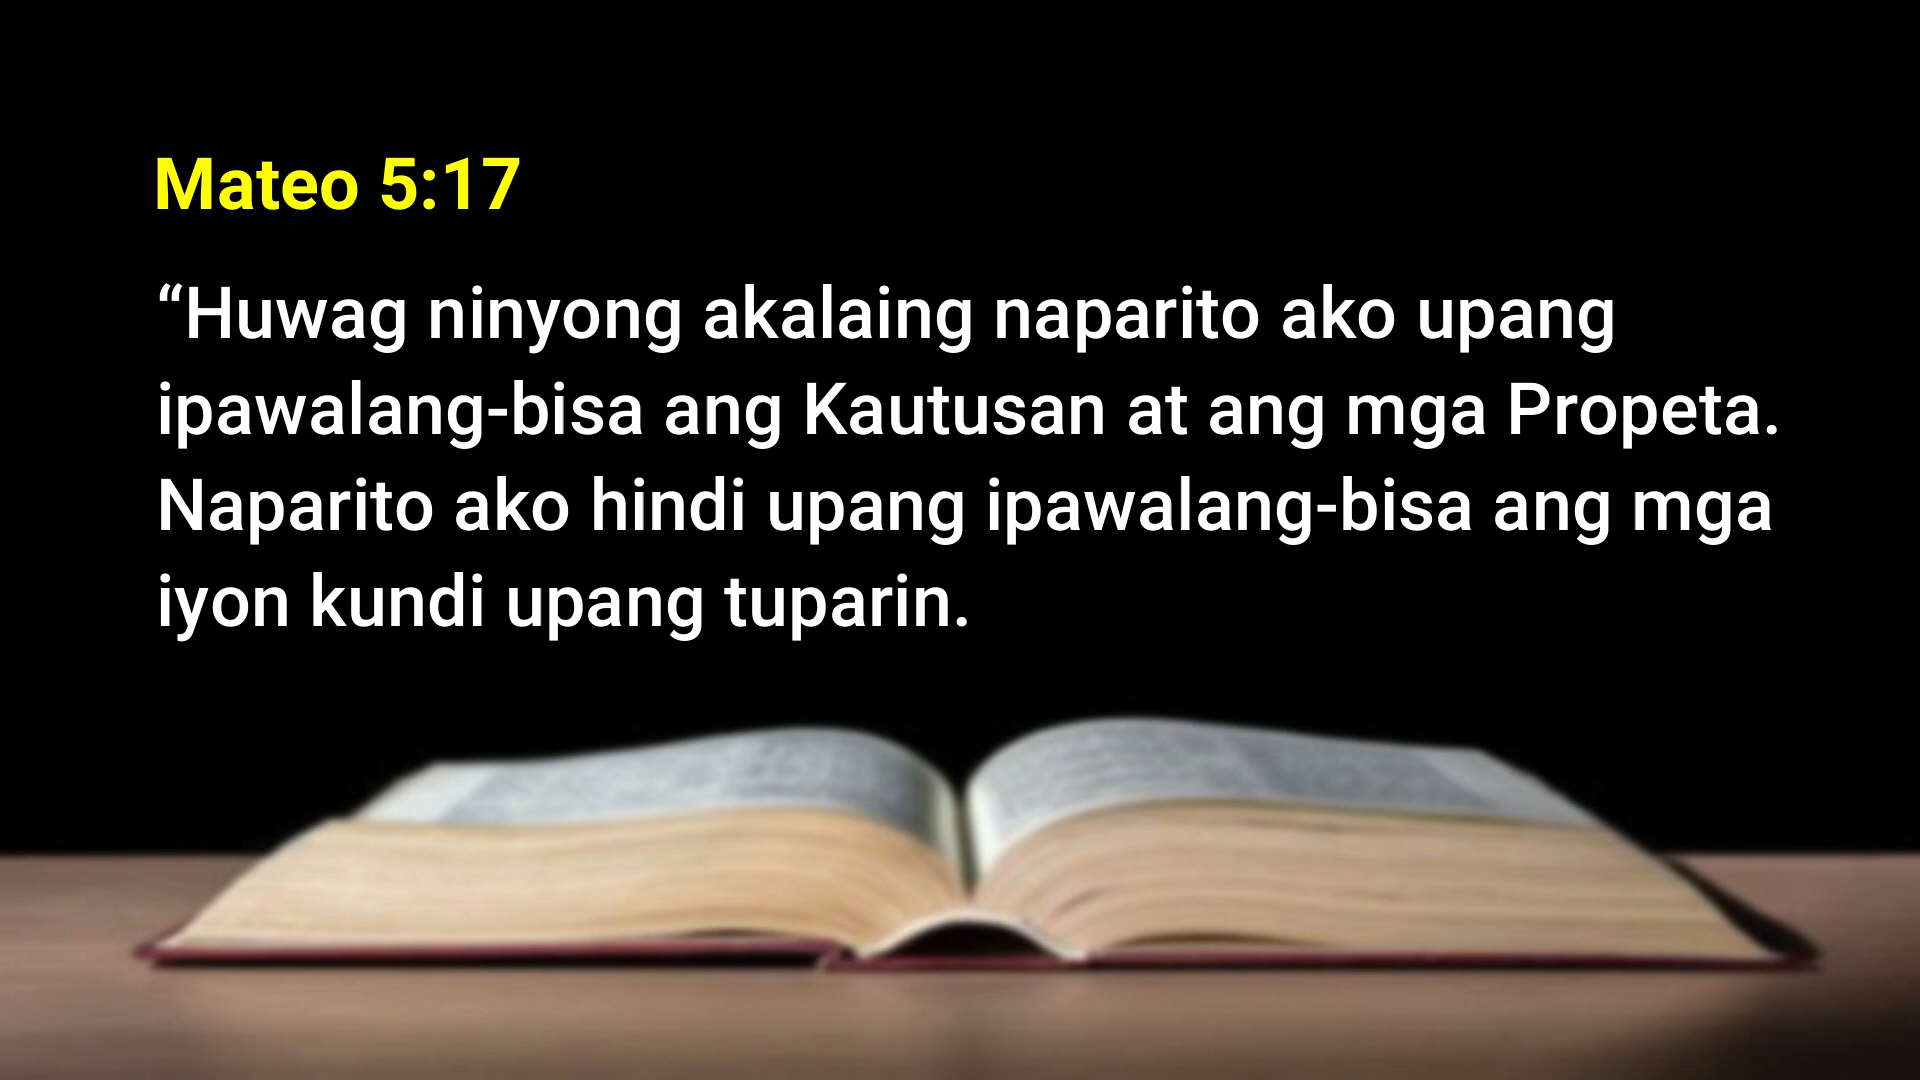 Mateo 5:17
“Huwag ninyong akalaing naparito ako upang
ipawalang-bisa ang Kautusan at ang mga Propeta.
Naparito ako hindi upang ipawalang-bisa ang mga
iyon kundi upang tuparin.